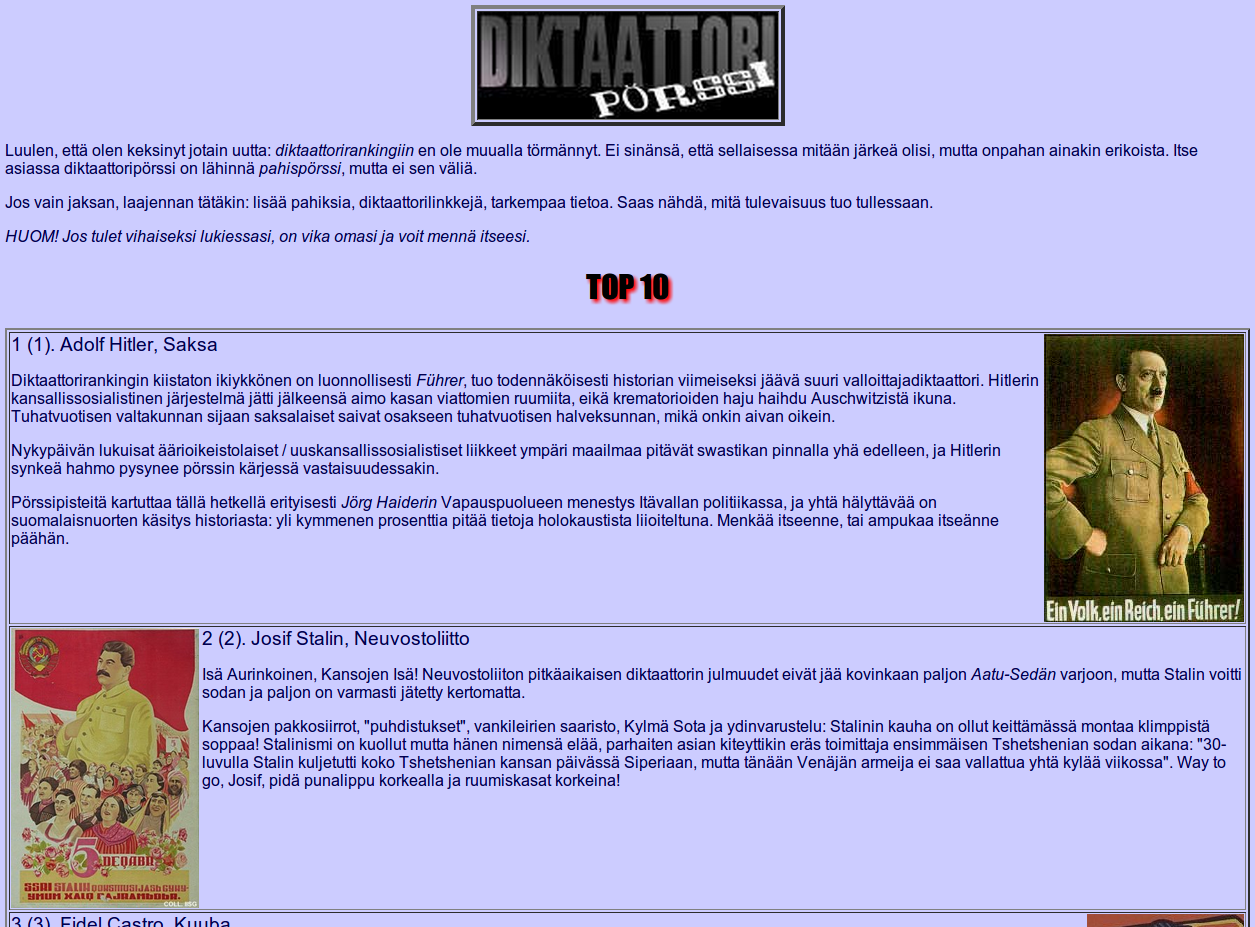 DIKTAATTORI
PÖRSSI
Luulen, että olen keksinyt jotain uutta: diktaattorirankingiin en ole muualla törmännyt. Ei sinänsä, että sellaisessa mitään järkeä olisi, mutta onpahan ainakin erikoista. Itse
asiassa diktaattoripörssi on lähinnä pahispörssi, mutta ei sen väliä.
Jos vain jaksan, laajennan tätäkin: lisää pahiksia, diktaattorilinkkejä, tarkempaa tietoa. Saas nähdä, mitä tulevaisuus tuo tullessaan.
HUOM! Jos tulet vihaiseksi lukiessasi, on vika omasi ja voit mennä itseesi.
TOP 10
1 (1). Adolf Hitler, Saksa
Diktaattorirankingin kiistaton ikiykkönen on luonnollisesti Führer, tuo todennäköisesti historian viimeiseksi jäävä suuri valloittajadiktaattori. Hitlerin
kansallissosialistinen järjestelmä jätti jälkeensä aimo kasan viattomien ruumiita, eikä krematorioiden haju haihdu Auschwitzistä ikuna.
Tuhatvuotisen valtakunnan sijaan saksalaiset saivat osakseen tuhatvuotisen halveksunnan, mikä onkin aivan oikein.
Nykypäivän lukuisat äärioikeistolaiset / uuskansallissosialistiset liikkeet ympäri maailmaa pitävät swastikan pinnalla yhä edelleen, ja Hitlerin
synkeä hahmo pysynee pörssin kärjessä vastaisuudessakin.
Pörssipisteitä kartuttaa tällä hetkellä erityisesti Jörg Haiderin Vapauspuolueen menestys Itävallan politiikassa, ja yhtä hälyttävää on
suomalaisnuorten käsitys historiasta: yli kymmenen prosenttia pitää tietoja holokaustista liioiteltuna. Menkää itseenne, tai ampukaa itseänne
päähän.
Ein Volk, ein Reich, ein Führer!
2 (2). Josif Stalin, Neuvostoliitto
Isä Aurinkoinen, Kansojen Isä! Neuvostoliiton pitkäaikaisen diktaattorin julmuudet eivät jää kovinkaan paljon Aatu-Sedän varjoon, mutta Stalin voitti
sodan ja paljon on varmasti jätetty kertomatta.
Kansojen pakkosiirrot, "puhdistukset", vankileirien saaristo, Kylmä Sota ja ydinvarustelu: Stalinin kauha on ollut keittämässä montaa klimppistä
soppaa! Stalinismi on kuollut mutta hänen nimensä elää, parhaiten asian kiteyttikin eräs toimittaja ensimmäisen Tshetshenian sodan aikana: "30-
luvulla Stalin kuljetutti koko Tshetshenian kansan päivässä Siperiaan, mutta tänään Venäjän armeija ei saa vallattua yhtä kylää viikossa". Way to
go, Josif, pidä punalippu korkealla ja ruumiskasat korkeina!
5 DEQABR
SSRI STALIN
COLL. IISG
3 (3). Fidel Castro, Kuuba